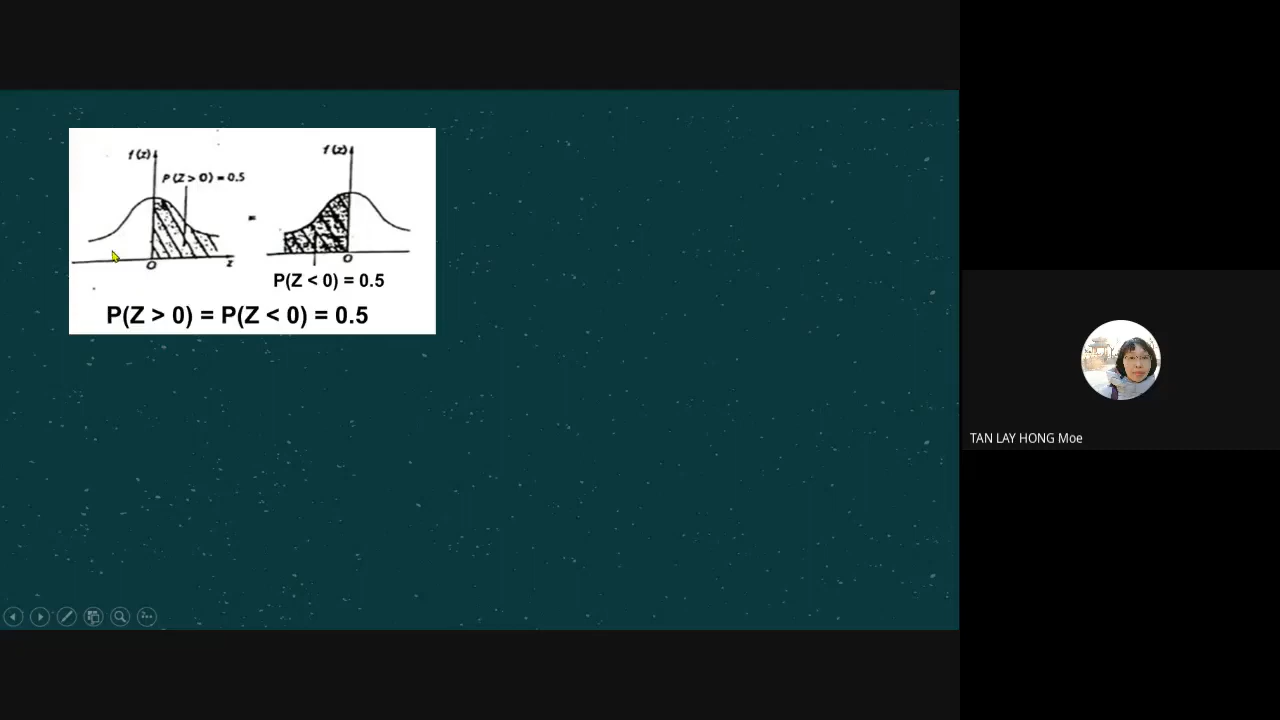 f(z)
P(Z > 0) = 0.5
0
z
=
f(z)
0
P(Z < 0) = 0.5
P(Z > 0) = P(Z < 0) = 0.5
TAN LAY HONG Moe